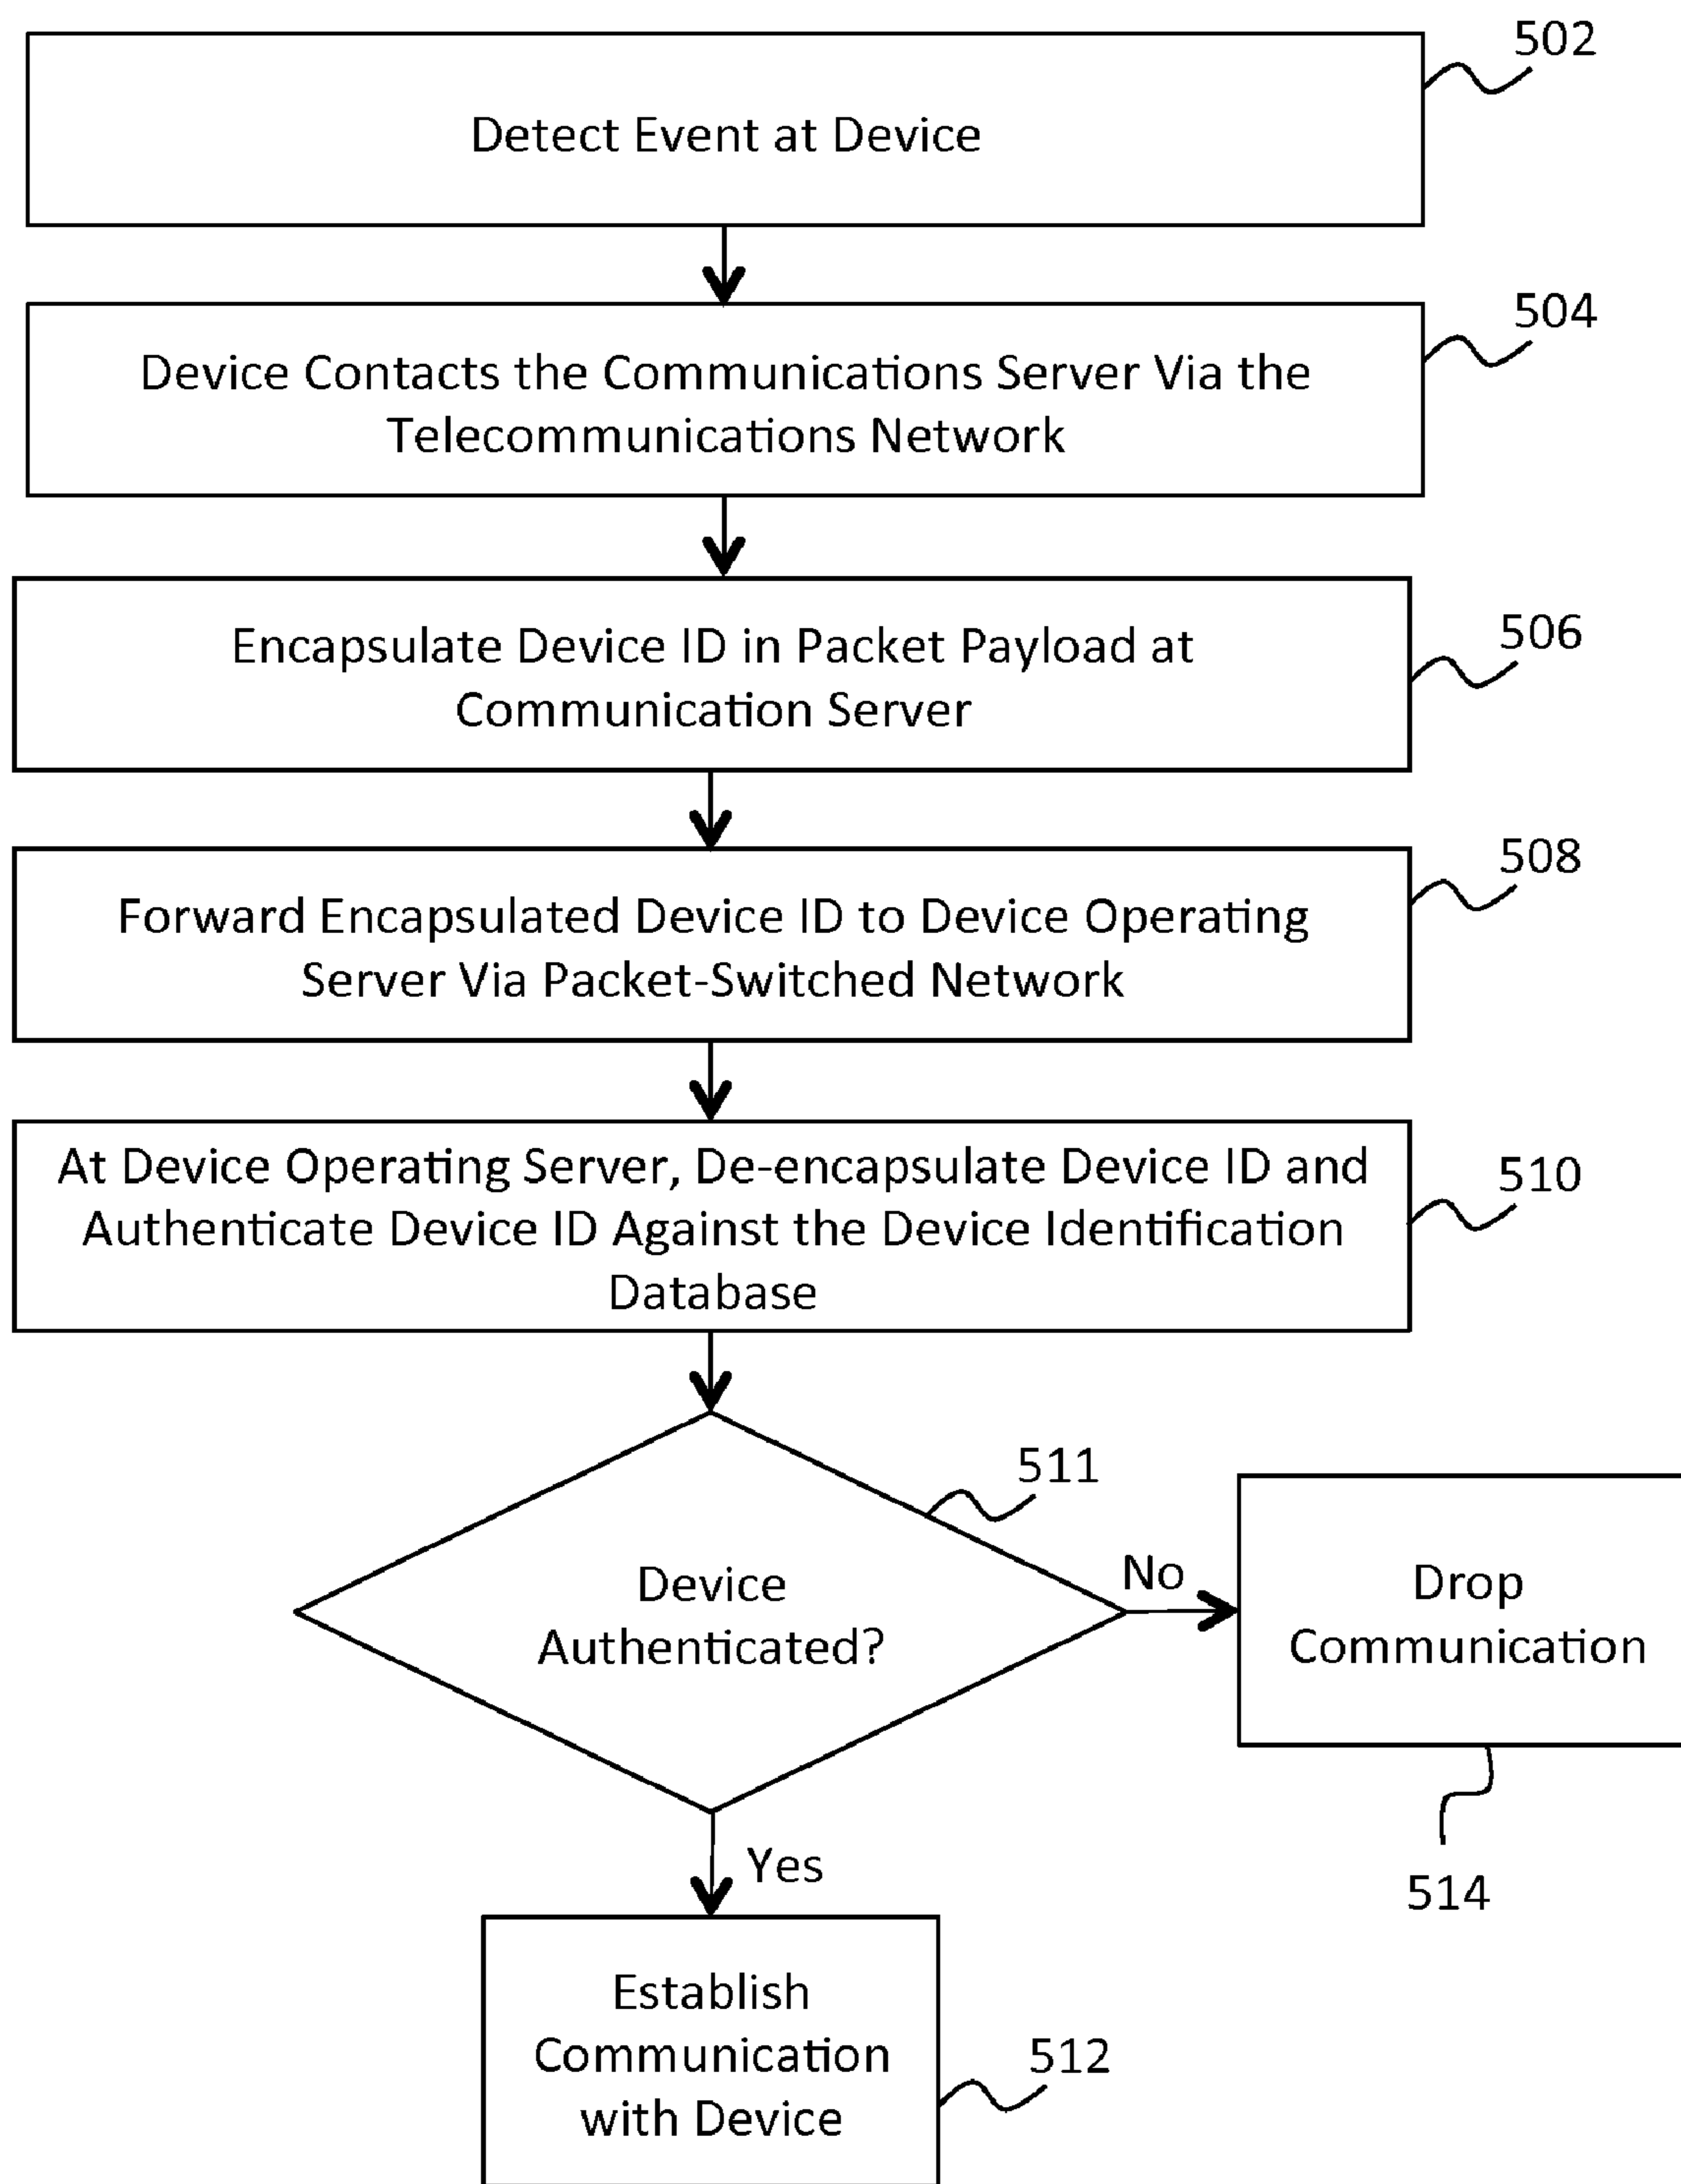 502
Detect Event at Device
504
Device Contacts the Communications Server Via the
Telecommunications Network
506
Encapsulate Device ID in Packet Payload at
Communication Server
508
Forward Encapsulated Device ID to Device Operating
Server Via Packet-Switched Network
510
At Device Operating Server, De-encapsulate Device ID and
Authenticate Device ID Against the Device Identification
Database
511
Device
Authenticated?
No
Drop
Communication
514
Yes
Establish
Communication
with Device
512